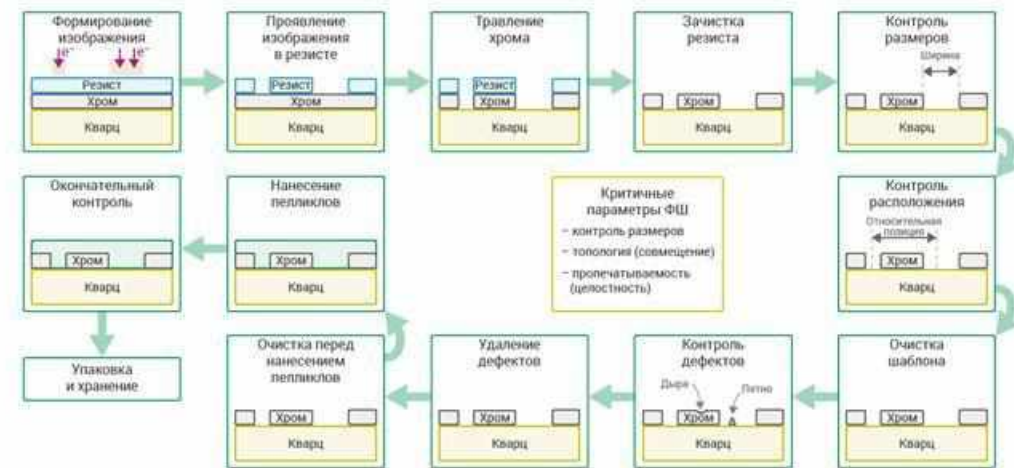 Формирование
изображения
e⁻
e⁻
Резист
Хром
Кварц
Проявление
изображения
в резисте
Резист
Хром
Кварц
Травление
хрома
Резист
Хром
Кварц
Зачистка
резиста
Хром
Кварц
Контроль
размеров
Ширина
Хром
Кварц
Контроль
расположения
Относительная
позиция
Хром
Кварц
Очистка
шаблона
Хром
Кварц
Контроль
дефектов
Дыра
Пятно
Хром
Кварц
Удаление
дефектов
Хром
Кварц
Очистка перед
нанесением
пелликлов
Хром
Кварц
Нанесение
пелликлов
Хром
Кварц
Окончательный
контроль
Хром
Кварц
Упаковка
и хранение
Критичные
параметры ФШ
– контроль размеров
– топология (совмещение)
– пропечатываемость
(целостность)